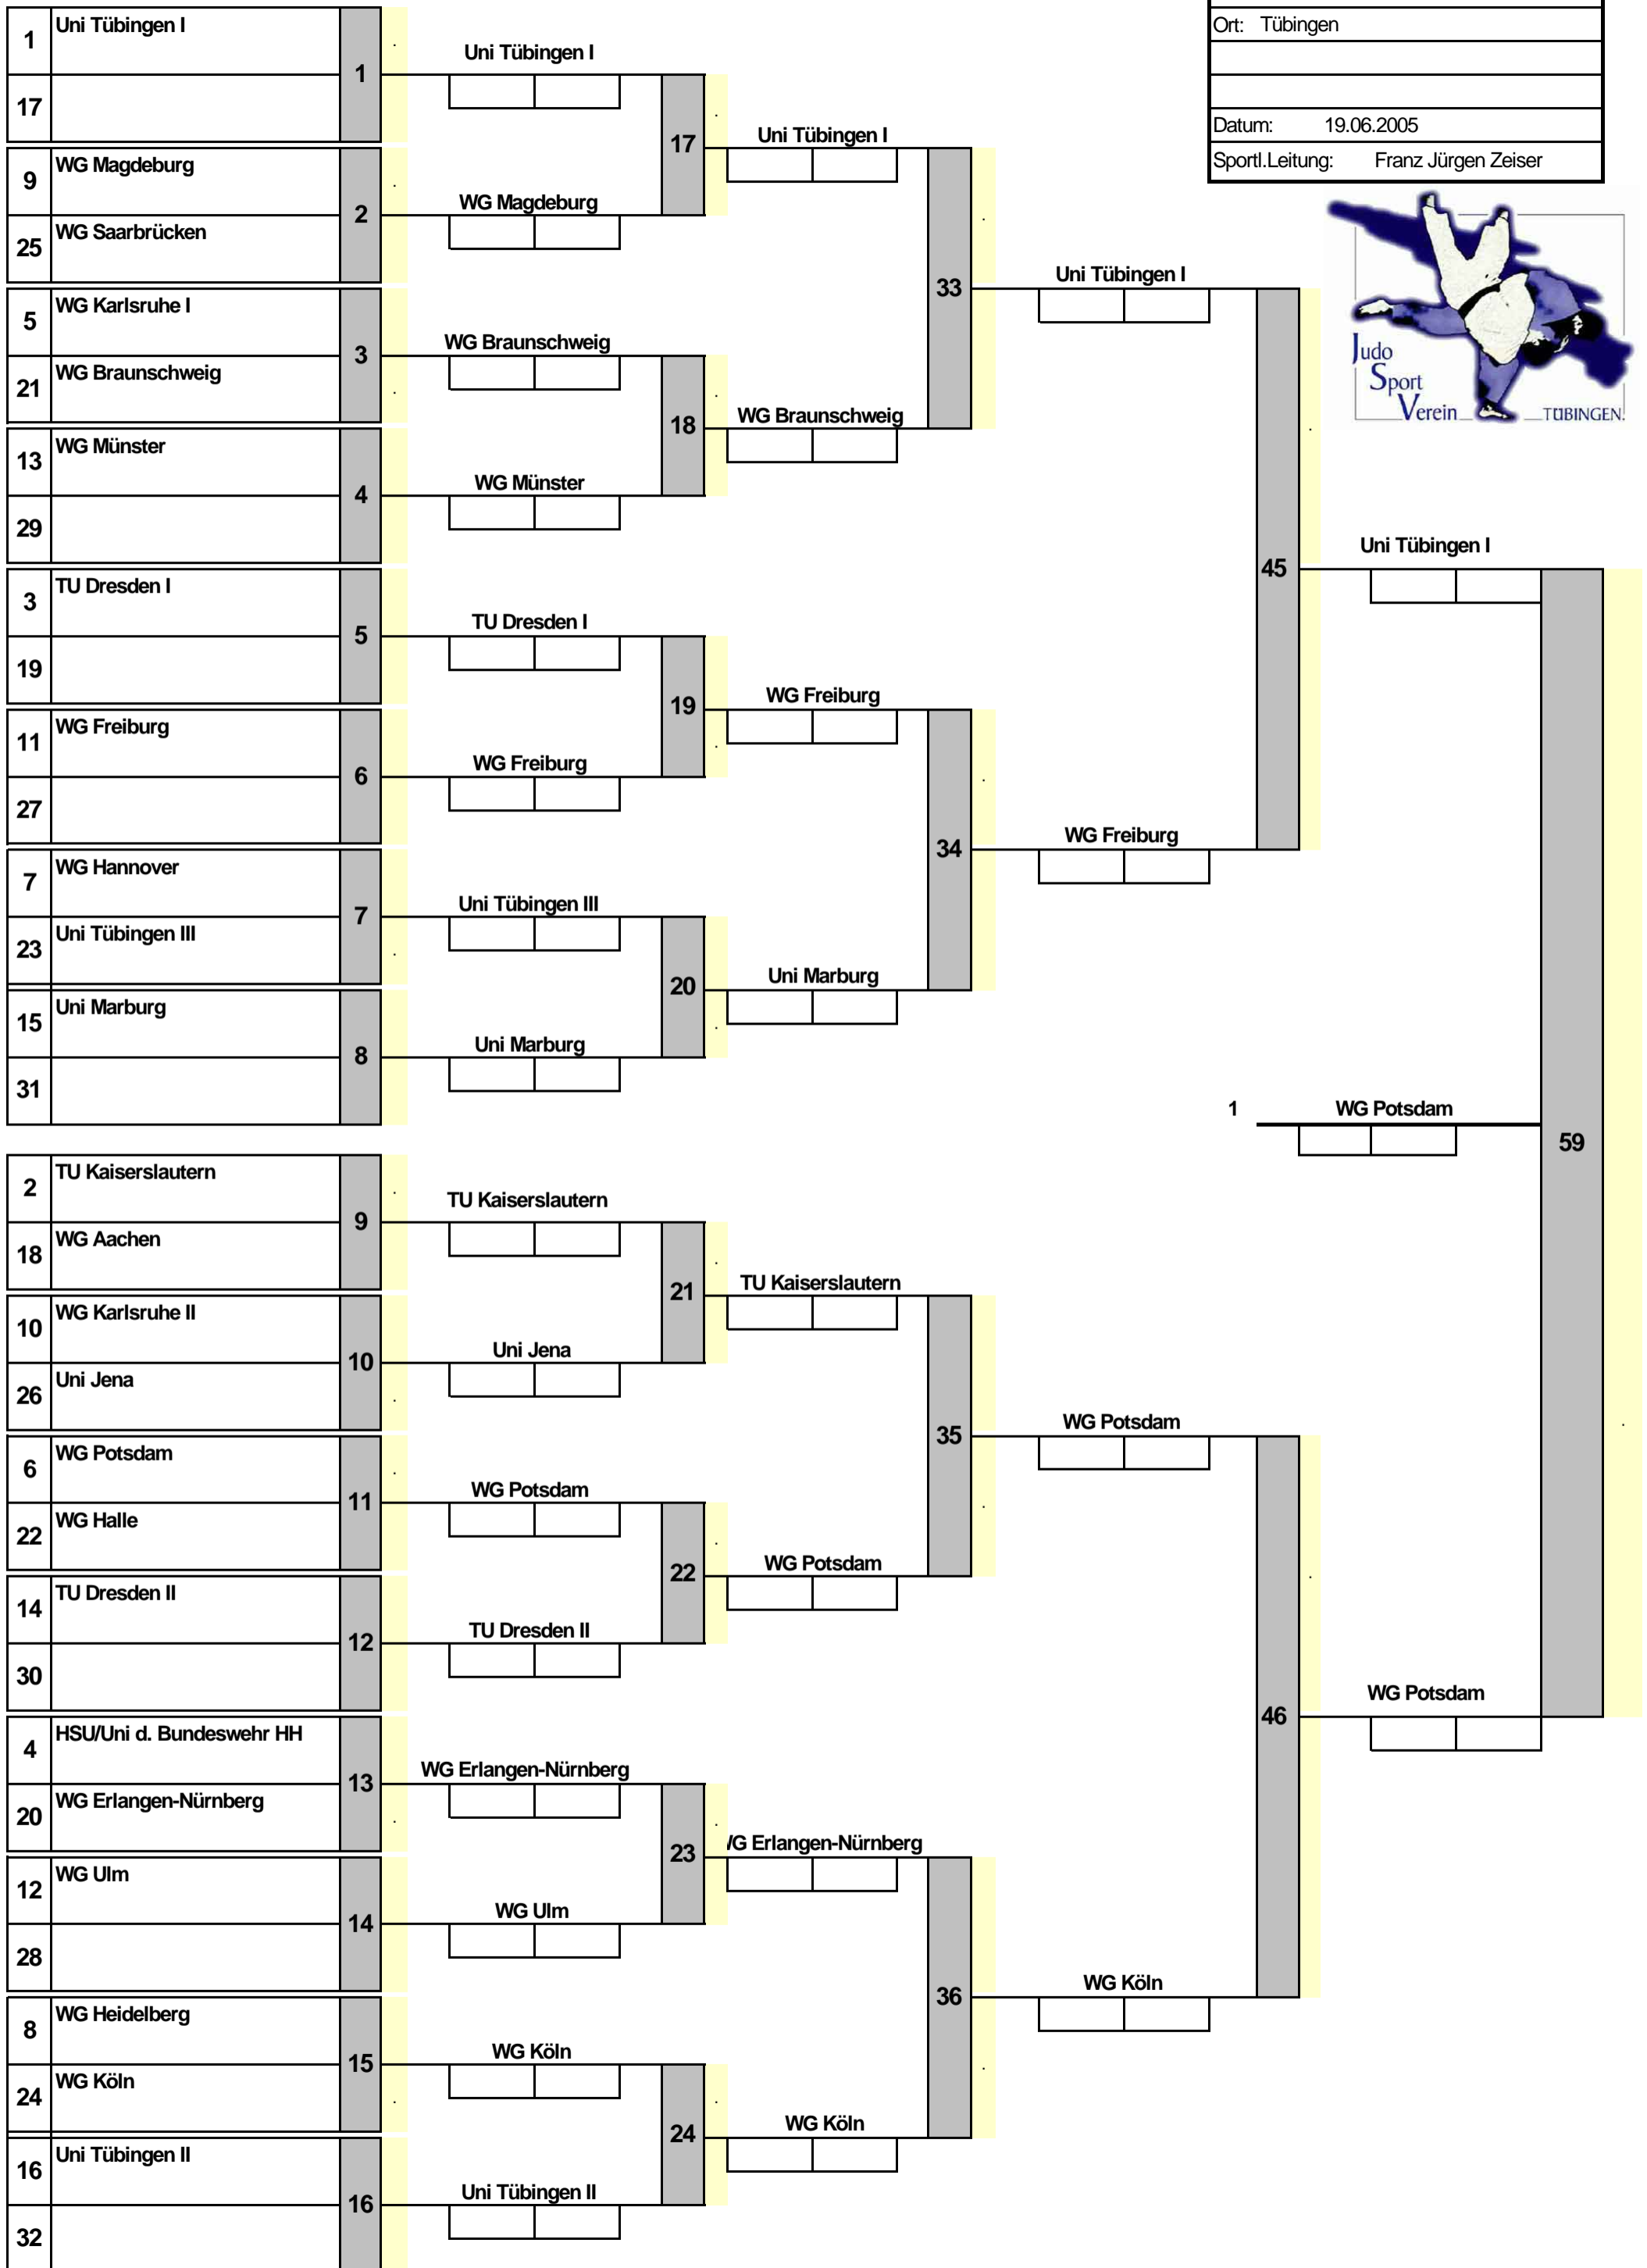 Ort: Tübingen
Datum: 19.06.2005
Sportl.Leitung: Franz Jürgen Zeiser
Judo
Sport
Verein TÜBINGEN
1 Uni Tübingen I
17
1
9 WG Magdeburg
25 WG Saarbrücken
2
5 WG Karlsruhe I
21 WG Braunschweig
3
13 WG Münster
29
4
3 TU Dresden I
19
5
11 WG Freiburg
27
6
7 WG Hannover
23 Uni Tübingen III
7
15 Uni Marburg
31
8
2 TU Kaiserslautern
18 WG Aachen
9
10 WG Karlsruhe II
26 Uni Jena
10
6 WG Potsdam
22 WG Halle
11
14 TU Dresden II
30
12
4 HSU/Uni d. Bundeswehr HH
20 WG Erlangen-Nürnberg
13
12 WG Ulm
28
14
8 WG Heidelberg
24 WG Köln
15
16 Uni Tübingen II
32
16
Uni Tübingen I
17
WG Magdeburg
WG Braunschweig
18
WG Münster
TU Dresden I
19
WG Freiburg
Uni Tübingen III
20
Uni Marburg
TU Kaiserslautern
21
Uni Jena
WG Potsdam
22
TU Dresden II
WG Erlangen-Nürnberg
23
WG Ulm
WG Köln
24
Uni Tübingen II
Uni Tübingen I
33
WG Braunschweig
WG Freiburg
34
Uni Marburg
TU Kaiserslautern
35
WG Potsdam
/G Erlangen-Nürnberg
36
WG Köln
Uni Tübingen I
45
WG Freiburg
WG Potsdam
46
WG Köln
Uni Tübingen I
1 WG Potsdam
59
WG Potsdam